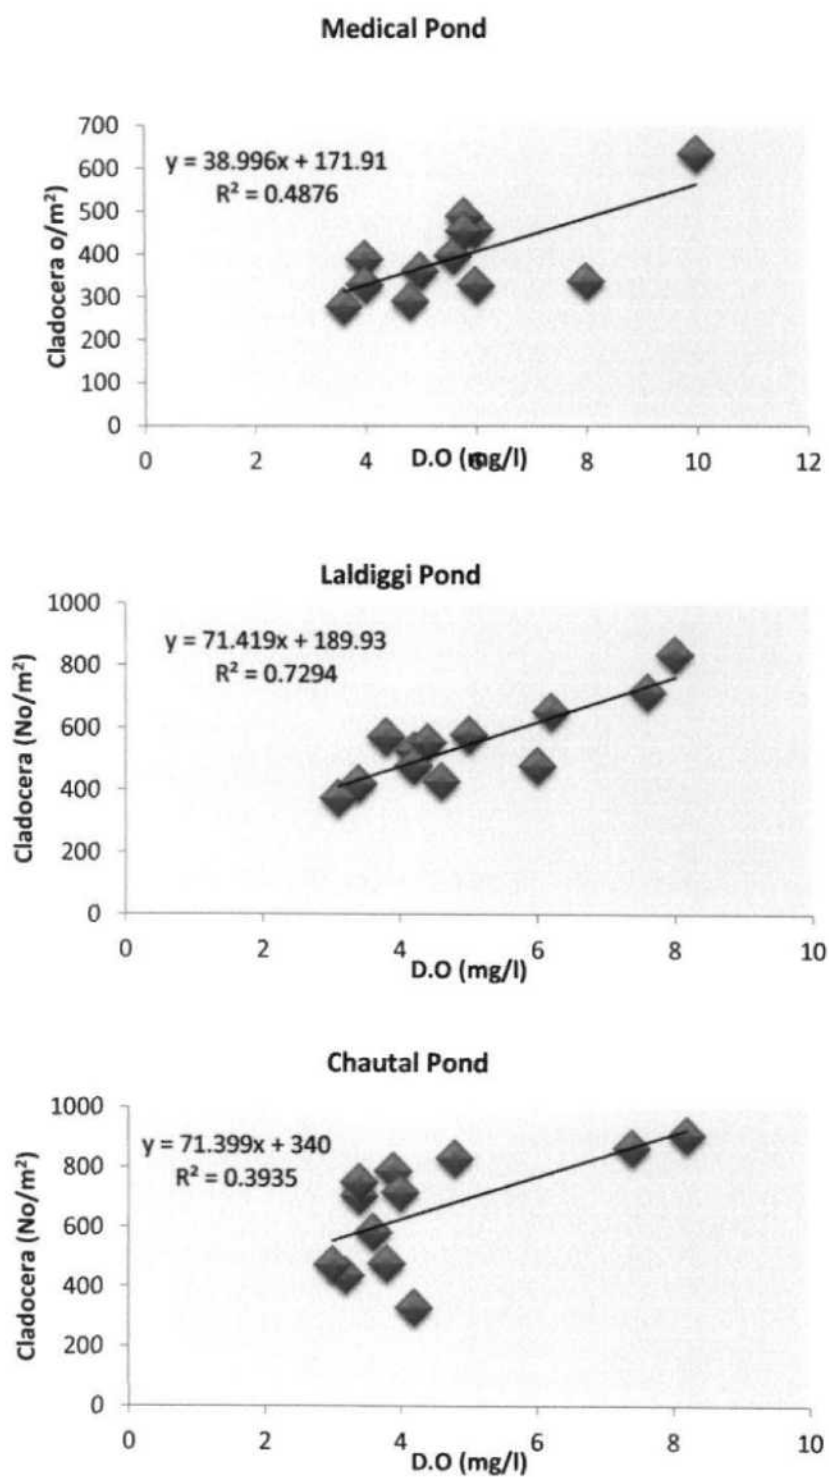 Medical Pond
y = 38.996x + 171.91
R² = 0.4876
Cladocera o/m²)
700
600
500
400
300
200
100
0
0 2 4 6 8 10 12
D.O (mg/l)
Laldiggi Pond
y = 71.419x + 189.93
R² = 0.7294
Cladocera (No/m²)
1000
800
600
400
200
0
0 2 4 6 8 10
D.O (mg/l)
Chautal Pond
y = 71.399x + 340
R² = 0.3935
Cladocera (No/m²)
1000
800
600
400
200
0
0 2 4 6 8 10
D.O (mg/l)